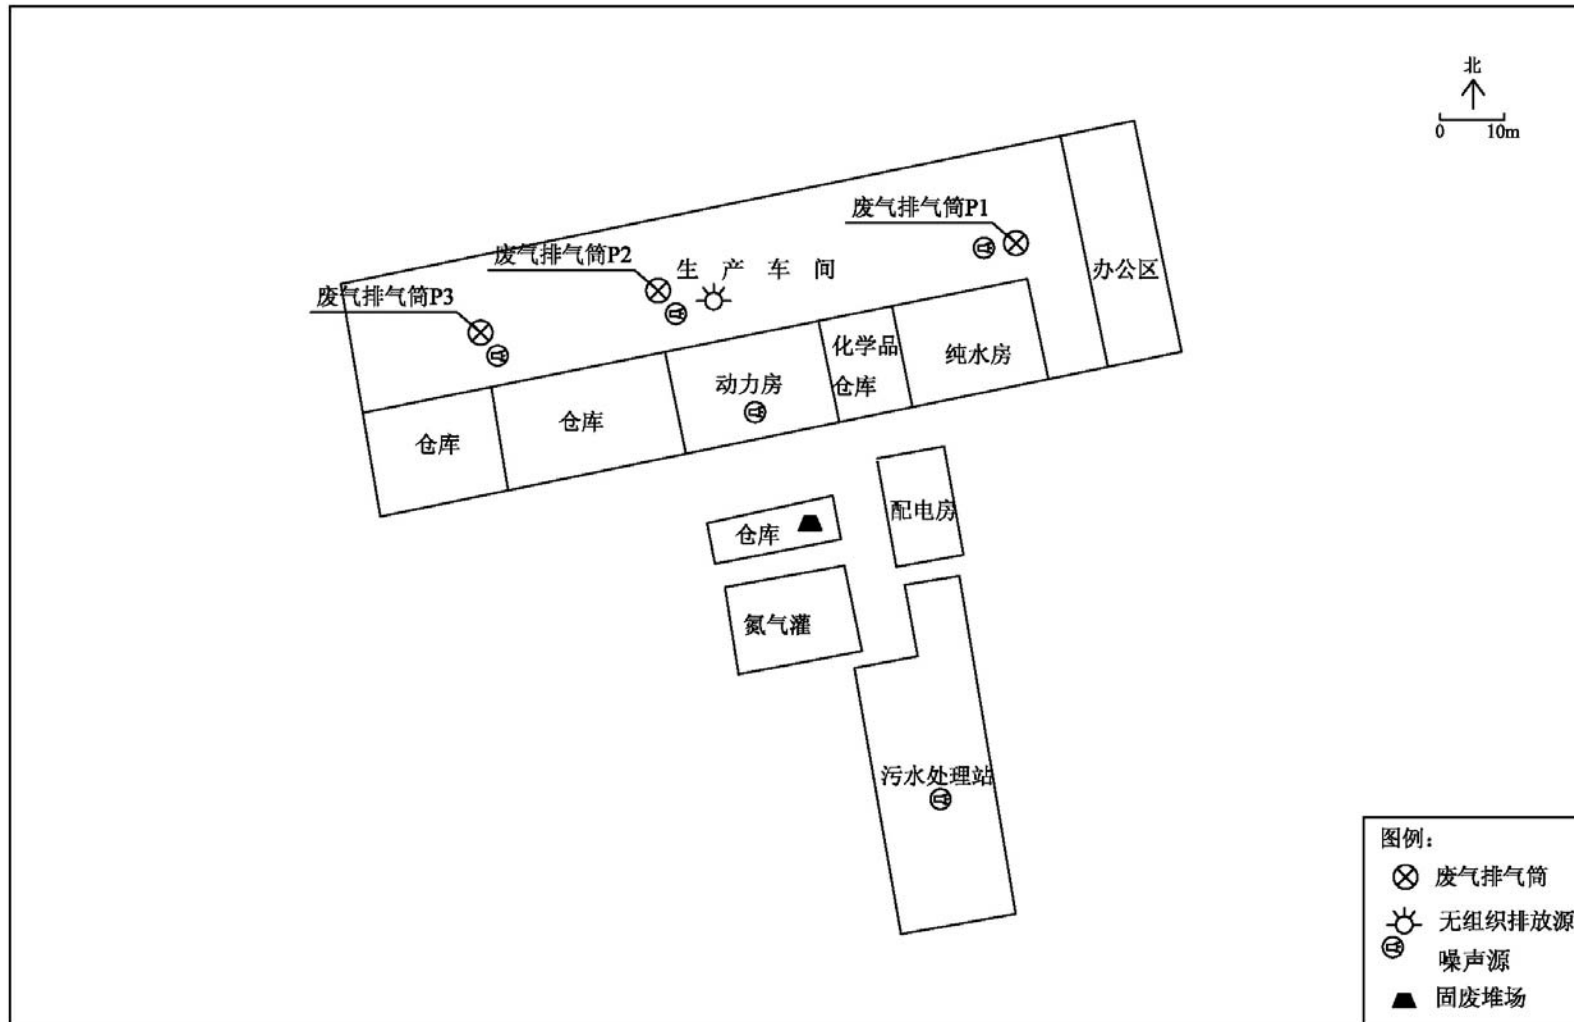 北
0 10m
废气排气筒P1
废气排气筒P2
生产车间
办公区
废气排气筒P3
化学品
仓库
纯水房
动力房
仓库
仓库
配电房
仓库
氮气灌
污水处理站
图例：
废气排气筒
无组织排放源
噪声源
固废堆场